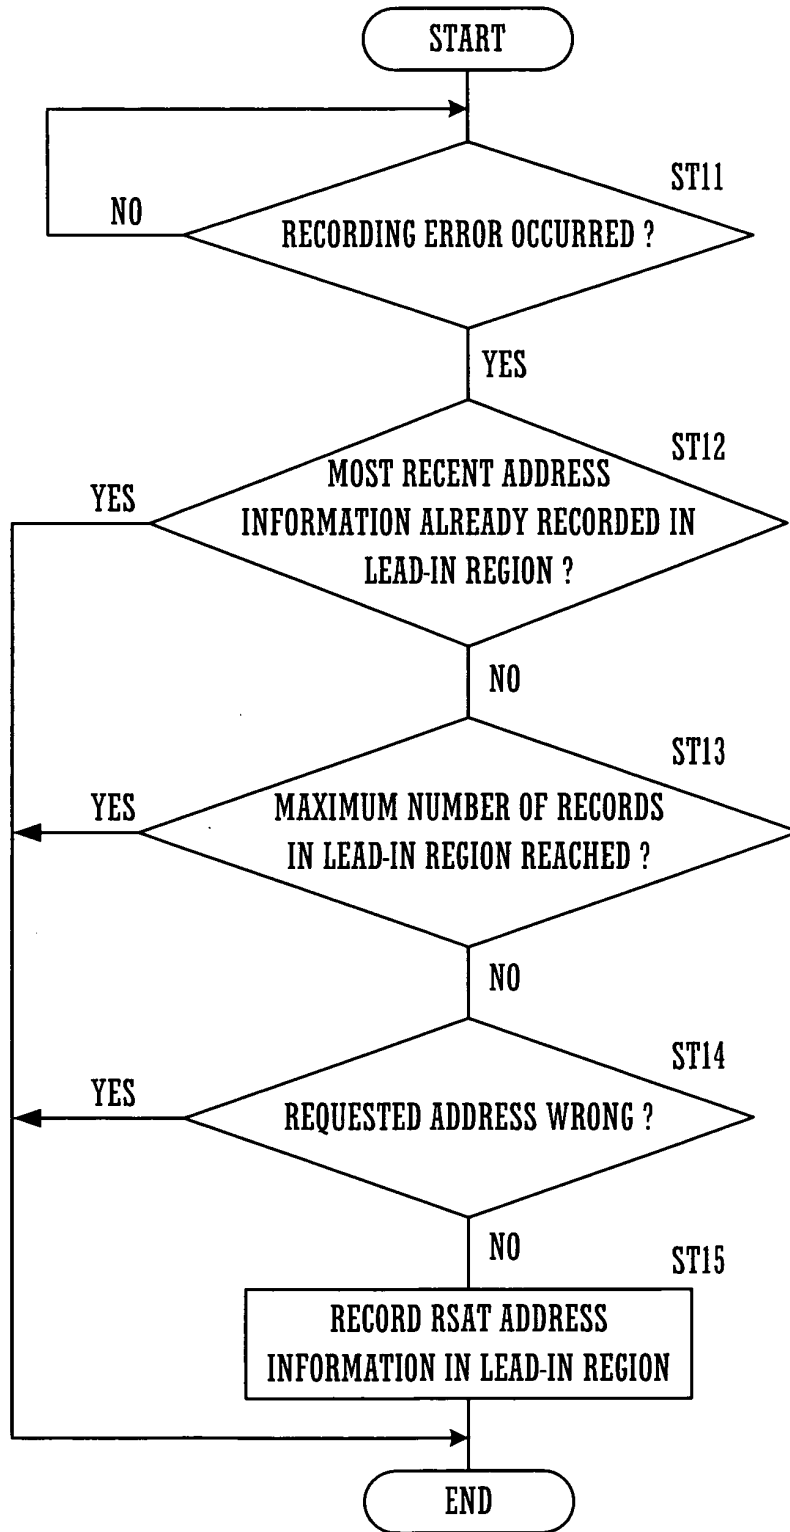 START
ST11
NO
RECORDING ERROR OCCURRED ?
YES
ST12
YES
MOST RECENT ADDRESS
INFORMATION ALREADY RECORDED IN
LEAD-IN REGION ?
NO
ST13
YES
MAXIMUM NUMBER OF RECORDS
IN LEAD-IN REGION REACHED ?
NO
ST14
YES
REQUESTED ADDRESS WRONG ?
NO
ST15
RECORD RSAT ADDRESS
INFORMATION IN LEAD-IN REGION
END